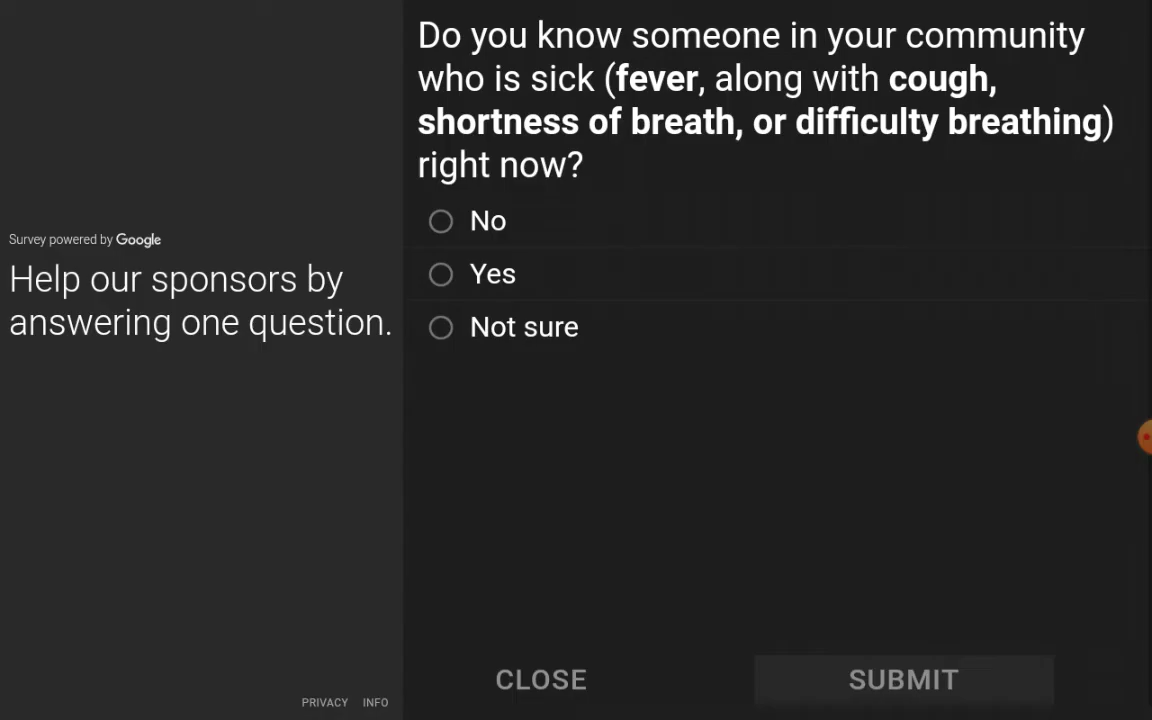 Survey powered by Google
Help our sponsors by
answering one question.
PRIVACY INFO
Do you know someone in your community
who is sick (fever, along with cough,
shortness of breath, or difficulty breathing)
right now?
No
Yes
Not sure
CLOSE SUBMIT